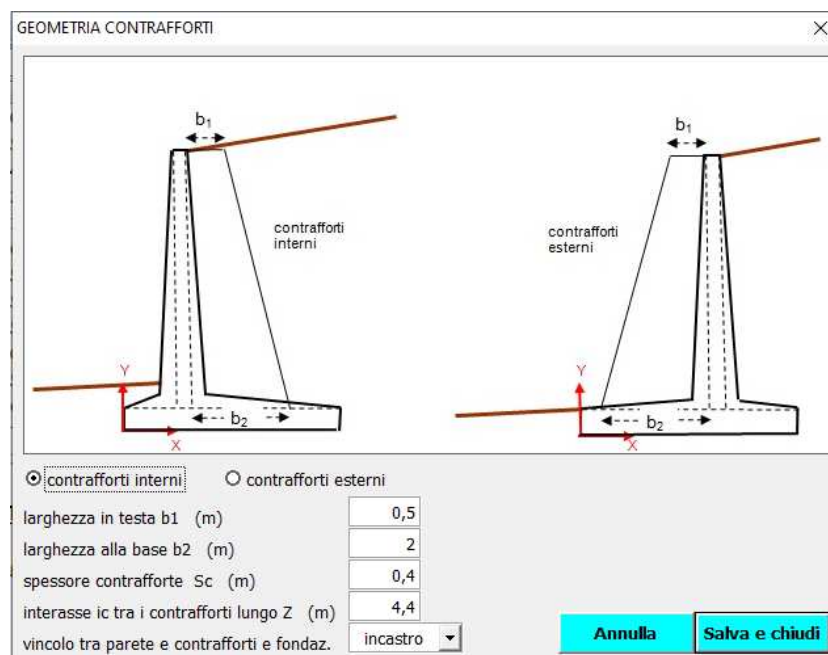 GEOMETRIA CONTRAFFORTI
b1
contrafforti
interni
Y
X
b2
b1
contrafforti
esterni
Y
X
b2
contrafforti interni
contrafforti esterni
larghezza in testa b1 (m)
0,5
larghezza alla base b2 (m)
2
spessore contrafforte Sc (m)
0,4
interasse ic tra i contrafforti lungo Z (m)
4,4
vincolo tra parete e contrafforti e fondaz.
incastro
Annulla
Salva e chiudi